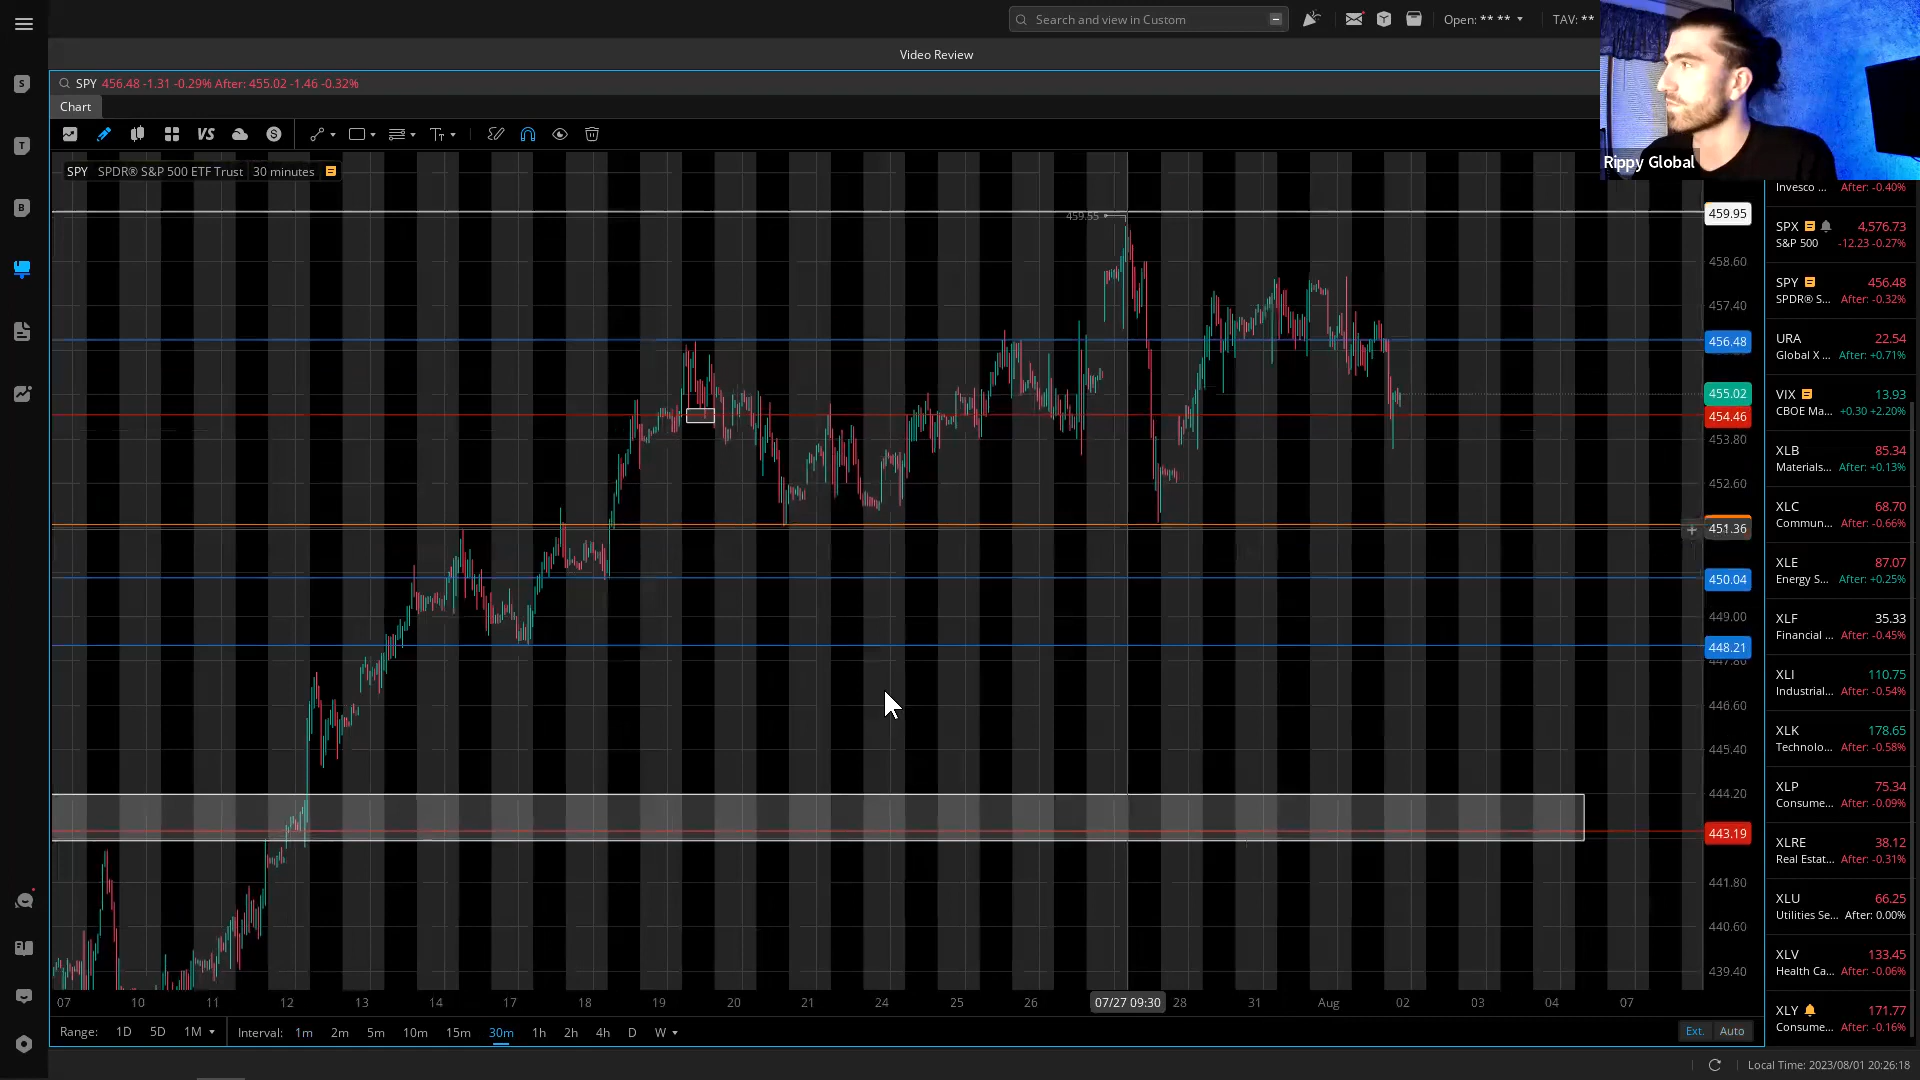 Search and view in Custom
Open: ** **
TAV: **
Video Review
SPY 456.48 -1.31 -0.29% After: 455.02 -1.46 -0.32%
Chart
VS
SPY SPDR® S&P 500 ETF Trust 30 minutes
Rippy Global
S
T
B
459.55
459.95
458.60
457.40
456.48
455.02
454.46
453.80
452.60
451.36
450.04
449.00
448.21
447.80
446.60
445.40
444.20
443.19
441.80
440.60
439.40
Invesco ... After: -0.40%
SPX 4,576.73
S&P 500 -12.23 -0.27%
SPY 456.48
SPDR® S... After: -0.32%
URA 22.54
Global X ... After: +0.71%
VIX 13.93
CBOE Ma... +0.30 +2.20%
XLB 85.34
Materials... After: +0.13%
XLC 68.70
Commun... After: -0.66%
XLE 87.07
Energy S... After: +0.25%
XLF 35.33
Financial ... After: -0.45%
XLI 110.75
Industrial... After: -0.54%
XLK 178.65
Technolo... After: -0.58%
XLP 75.34
Consume... After: -0.09%
XLRE 38.12
Real Estat... After: -0.31%
XLU 66.25
Utilities Se... After: 0.00%
XLV 133.45
Health Ca... After: -0.06%
XLY 171.77
Consume... After: -0.16%
07 10 11 12 13 14 17 18 19 20 21 24 25 26 07/27 09:30 28 31 Aug 02 03 04 07
Range: 1D 5D 1M Interval: 1m 2m 5m 10m 15m 30m 1h 2h 4h D W
Ext. Auto
Local Time: 2023/08/01 20:26:18